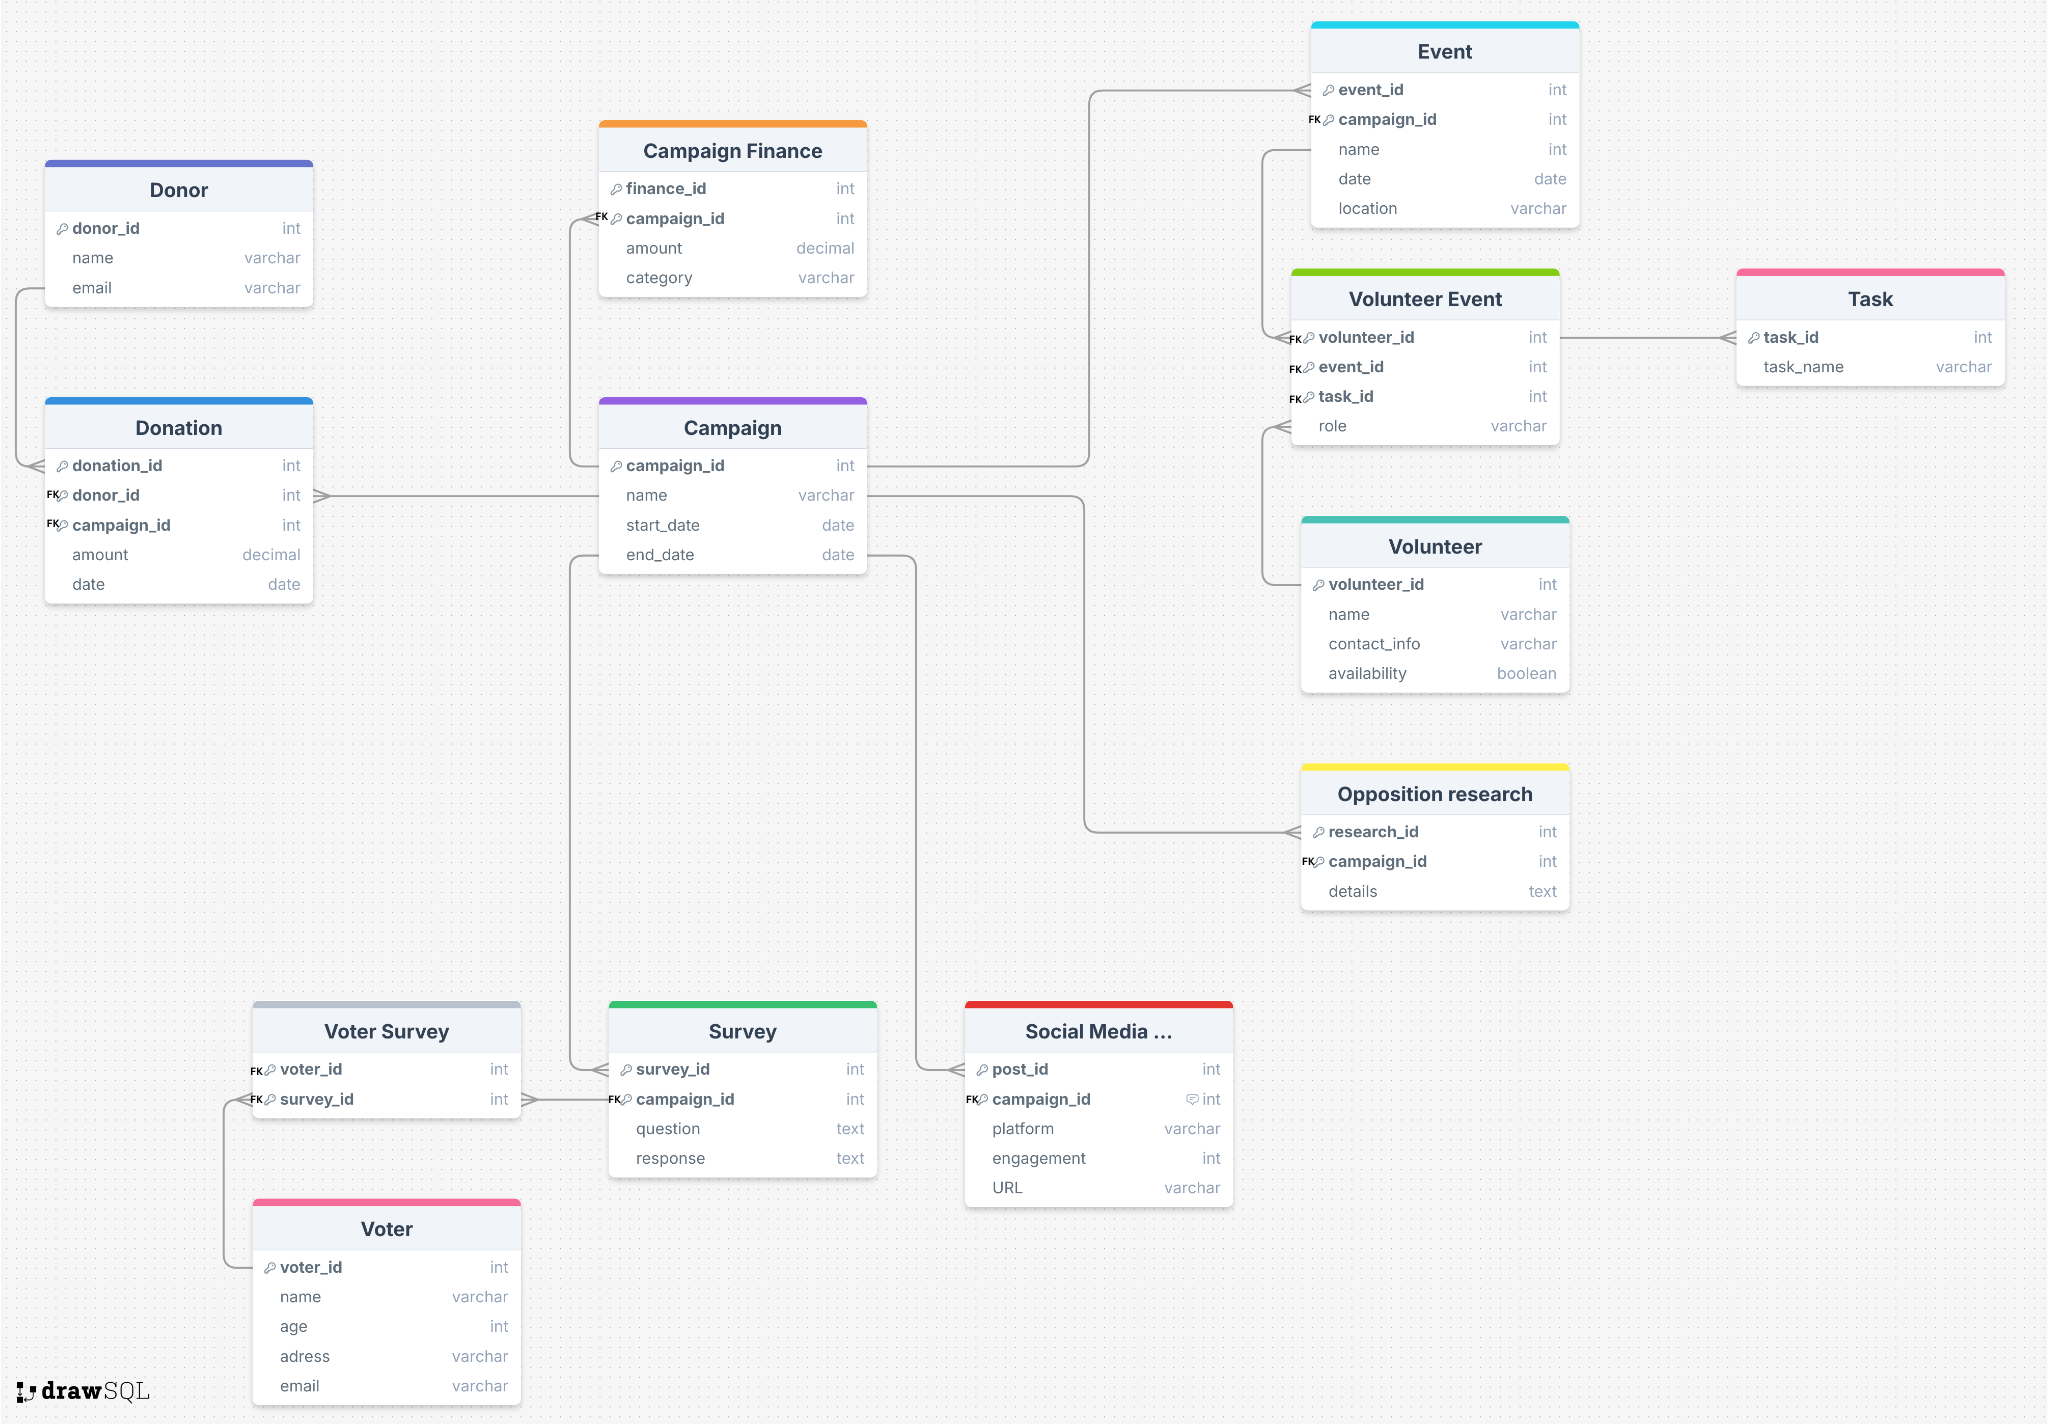 Event
event_id int
FK campaign_id int
name int
date date
location varchar
Campaign Finance
finance_id int
FK campaign_id int
amount decimal
category varchar
Donor
donor_id int
name varchar
email varchar
Volunteer Event
FK volunteer_id int
FK event_id int
FK task_id int
role varchar
Task
task_id int
task_name varchar
Donation
donation_id int
FK donor_id int
FK campaign_id int
amount decimal
date date
Campaign
campaign_id int
name varchar
start_date date
end_date date
Volunteer
volunteer_id int
name varchar
contact_info varchar
availability boolean
Opposition research
research_id int
FK campaign_id int
details text
Voter Survey
FK voter_id int
FK survey_id int
Survey
survey_id int
FK campaign_id int
question text
response text
Social Media ...
post_id int
FK campaign_id int
platform varchar
engagement int
URL varchar
Voter
voter_id int
name varchar
age int
adress varchar
email varchar
drawSQL